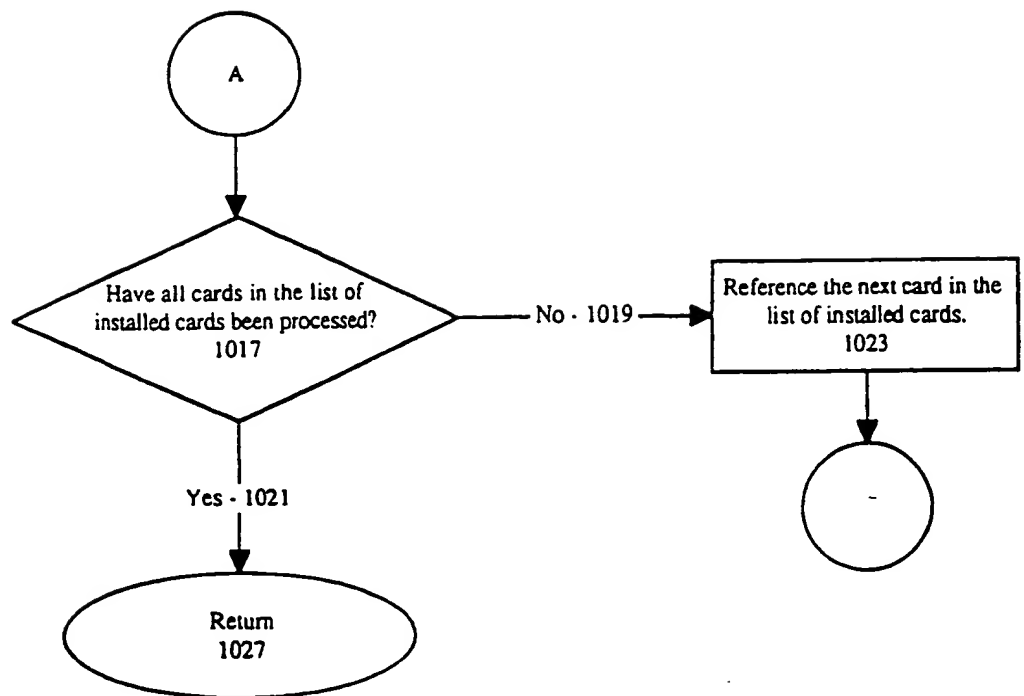 A
Have all cards in the list of
installed cards been processed?
1017
No - 1019
Reference the next card in the
list of installed cards.
1023
Yes - 1021
Return
1027